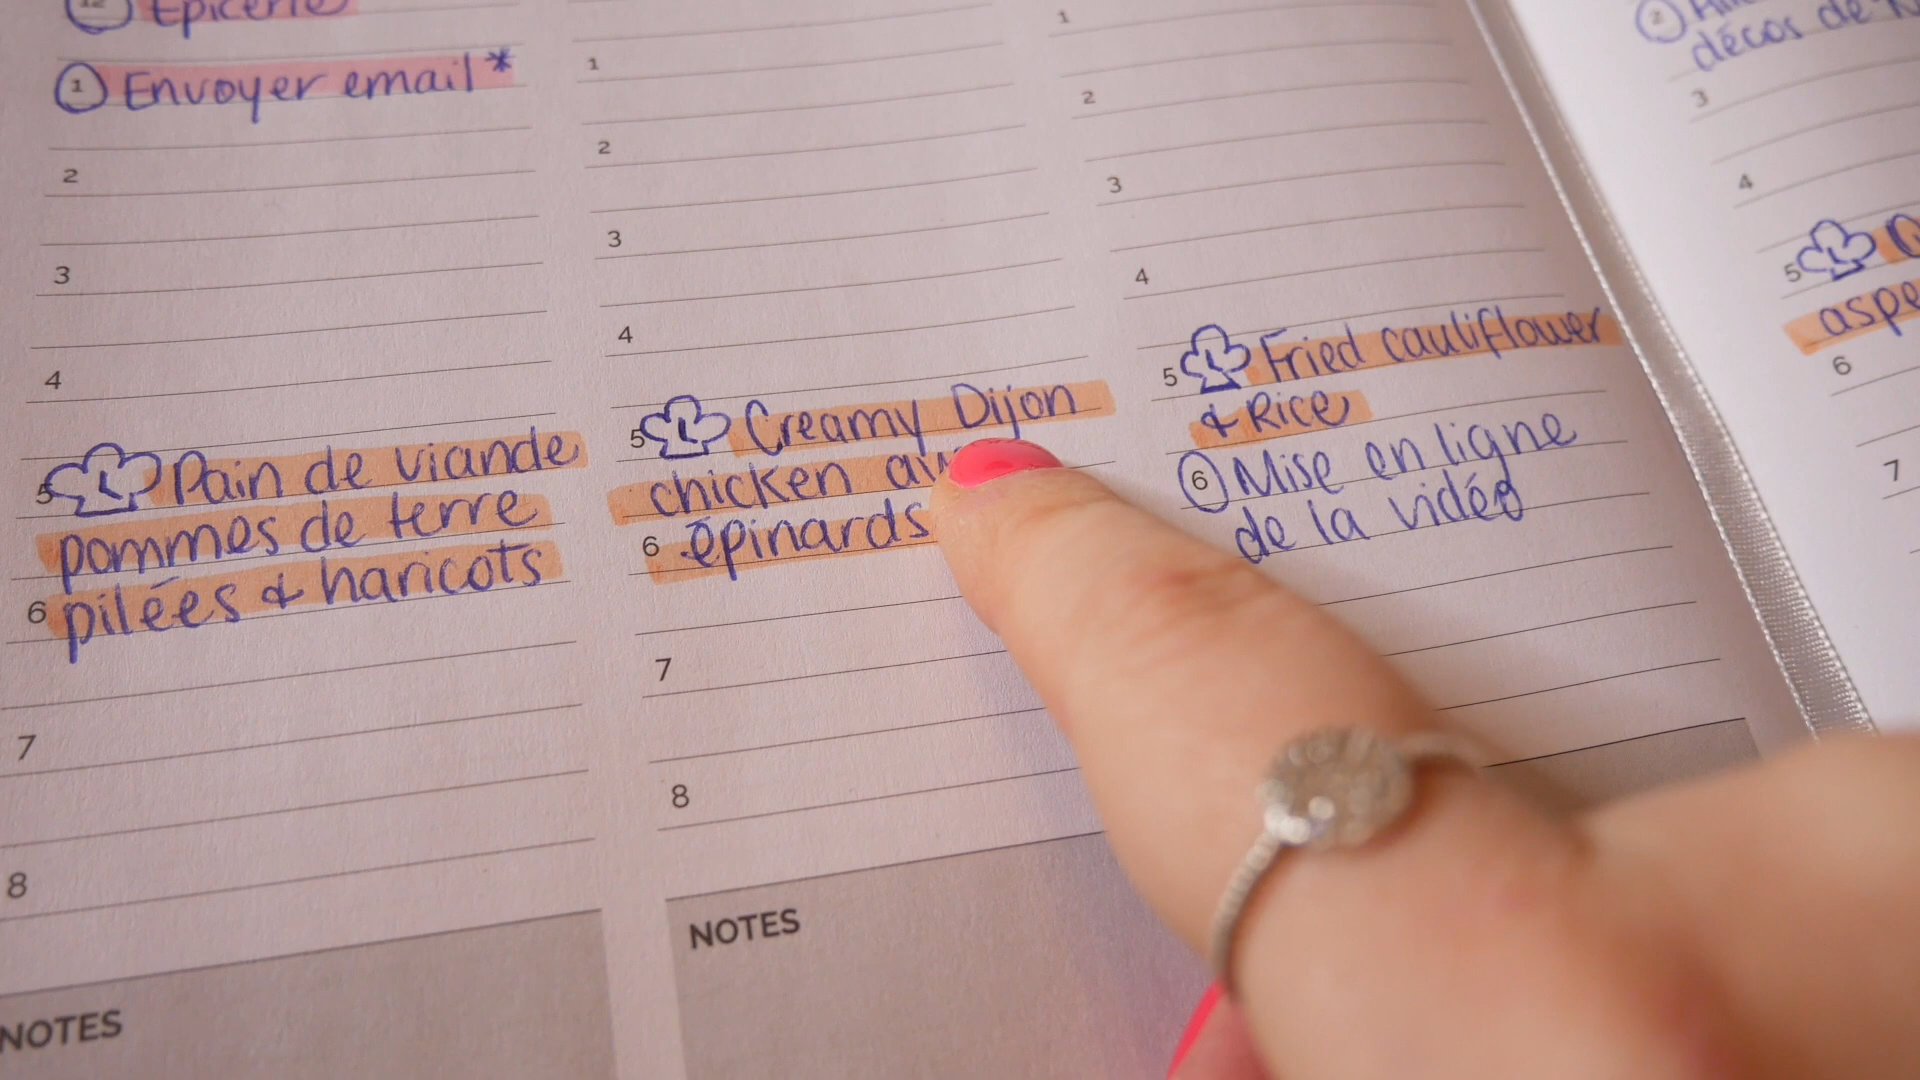 12 Épicerie
1 Envoyer email*
2
3
4
5 Pain de viande
pommes de terre
6 pilées & haricots
7
8
NOTES
1
2
3
4
5 Creamy Dijon
chicken
6 épinards
7
8
NOTES
1
2
3
4
5 Fried cauliflower
& Rice
6 Mise en ligne
de la vidéo
2
décos de
3
4
5
6
7